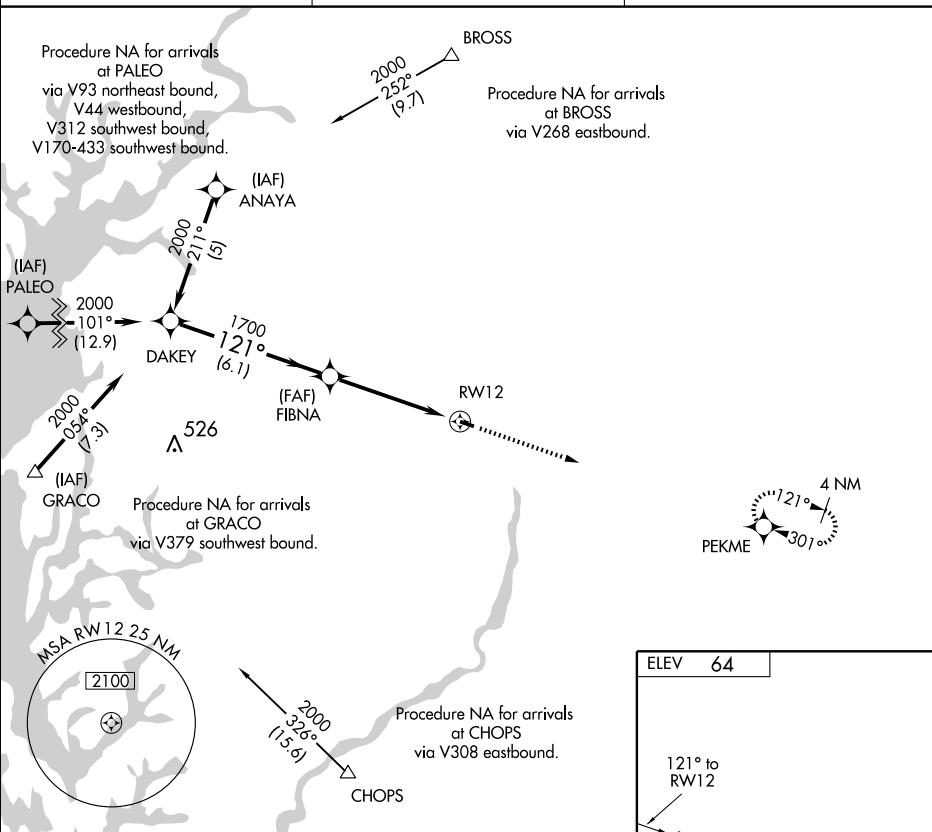 Procedure NA for arrivals
at PALEO
via V93 northeast bound,
V44 westbound,
V312 southwest bound,
V170-433 southwest bound.
BROSS
2000
252°
(9.7)
Procedure NA for arrivals
at BROSS
via V268 eastbound.
(IAF)
ANAYA
2000
211°
(5)
(IAF)
PALEO
2000
101°
(12.9)
DAKEY
1700
121°
(6.1)
(FAF)
FIBNA
RW12
2000
054°
(7.3)
(IAF)
GRACO
526
Procedure NA for arrivals
at GRACO
via V379 southwest bound.
4 NM
121°
301°
PEKME
MSA RW12 25 NM
2100
2000
326°
(15.6)
CHOPS
Procedure NA for arrivals
at CHOPS
via V308 eastbound.
ELEV 64
121° to
RW12